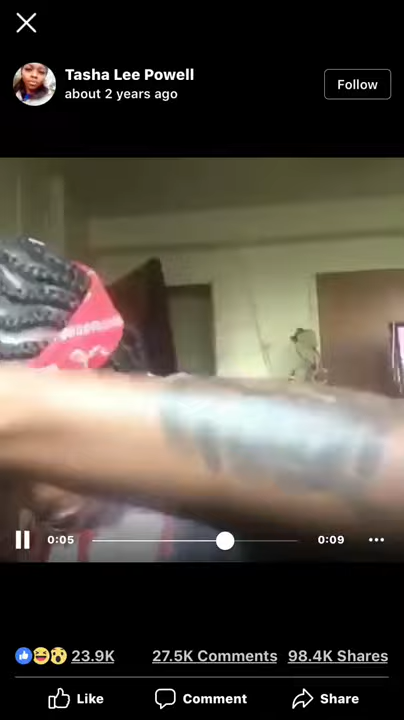 Tasha Lee Powell
Follow
about 2 years ago
0:05
0:09
23.9K
27.5K Comments
98.4K Shares
Like
Comment
Share